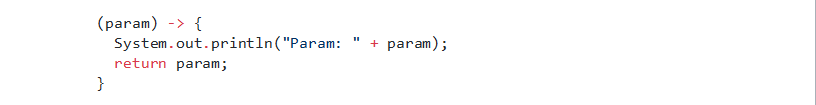 (param) -> {
  System.out.println("Param: " + param);
  return param;
}